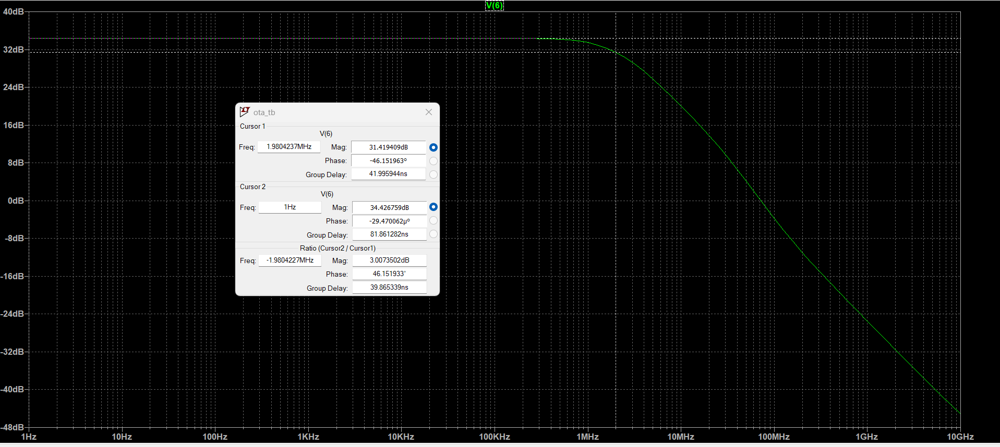 V(6)
40dB
32dB
24dB
16dB
8dB
0dB
-8dB
-16dB
-24dB
-32dB
-40dB
-48dB
ota_tb
Cursor 1
V(6)
Freq: 1.9804237MHz Mag: 31.419409dB
Phase: -46.151963º
Group Delay: 41.995944ns
Cursor 2
V(6)
Freq: 1Hz Mag: 34.426759dB
Phase: -29.470062µº
Group Delay: 81.861282ns
Ratio (Cursor2 / Cursor1)
Freq: -1.9804227MHz Mag: 3.0073502dB
Phase: 46.151933°
Group Delay: 39.865339ns
1Hz 10Hz 100Hz 1KHz 10KHz 100KHz 1MHz 10MHz 100MHz 1GHz 10GHz